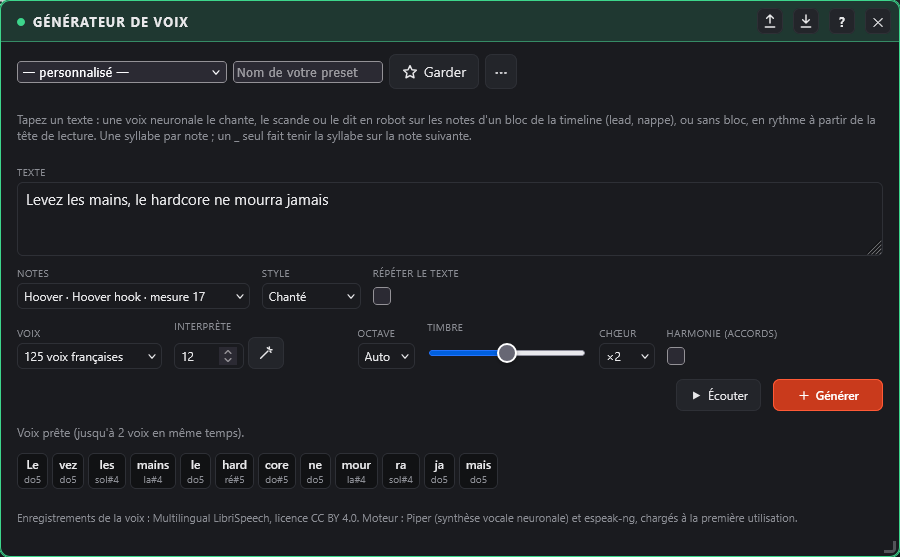 GÉNÉRATEUR DE VOIX
?
— personnalisé —
Nom de votre preset
Garder
...
Tapez un texte : une voix neuronale le chante, le scande ou le dit en robot sur les notes d'un bloc de la timeline (lead, nappe), ou sans bloc, en rythme à partir de la
tête de lecture. Une syllabe par note ; un _ seul fait tenir la syllabe sur la note suivante.
TEXTE
Levez les mains, le hardcore ne mourra jamais
NOTES STYLE RÉPÉTER LE TEXTE
Hoover · Hoover hook · mesure 17 Chanté
VOIX INTERPRÈTE OCTAVE TIMBRE CHŒUR HARMONIE (ACCORDS)
125 voix françaises 12 Auto ×2
Écouter + Générer
Voix prête (jusqu'à 2 voix en même temps).
Le vez les mains le hard core ne mour ra ja mais
do5 do5 sol#4 la#4 do5 ré#5 do#5 do5 la#4 sol#4 do5 do5
Enregistrements de la voix : Multilingual LibriSpeech, licence CC BY 4.0. Moteur : Piper (synthèse vocale neuronale) et espeak-ng, chargés à la première utilisation.